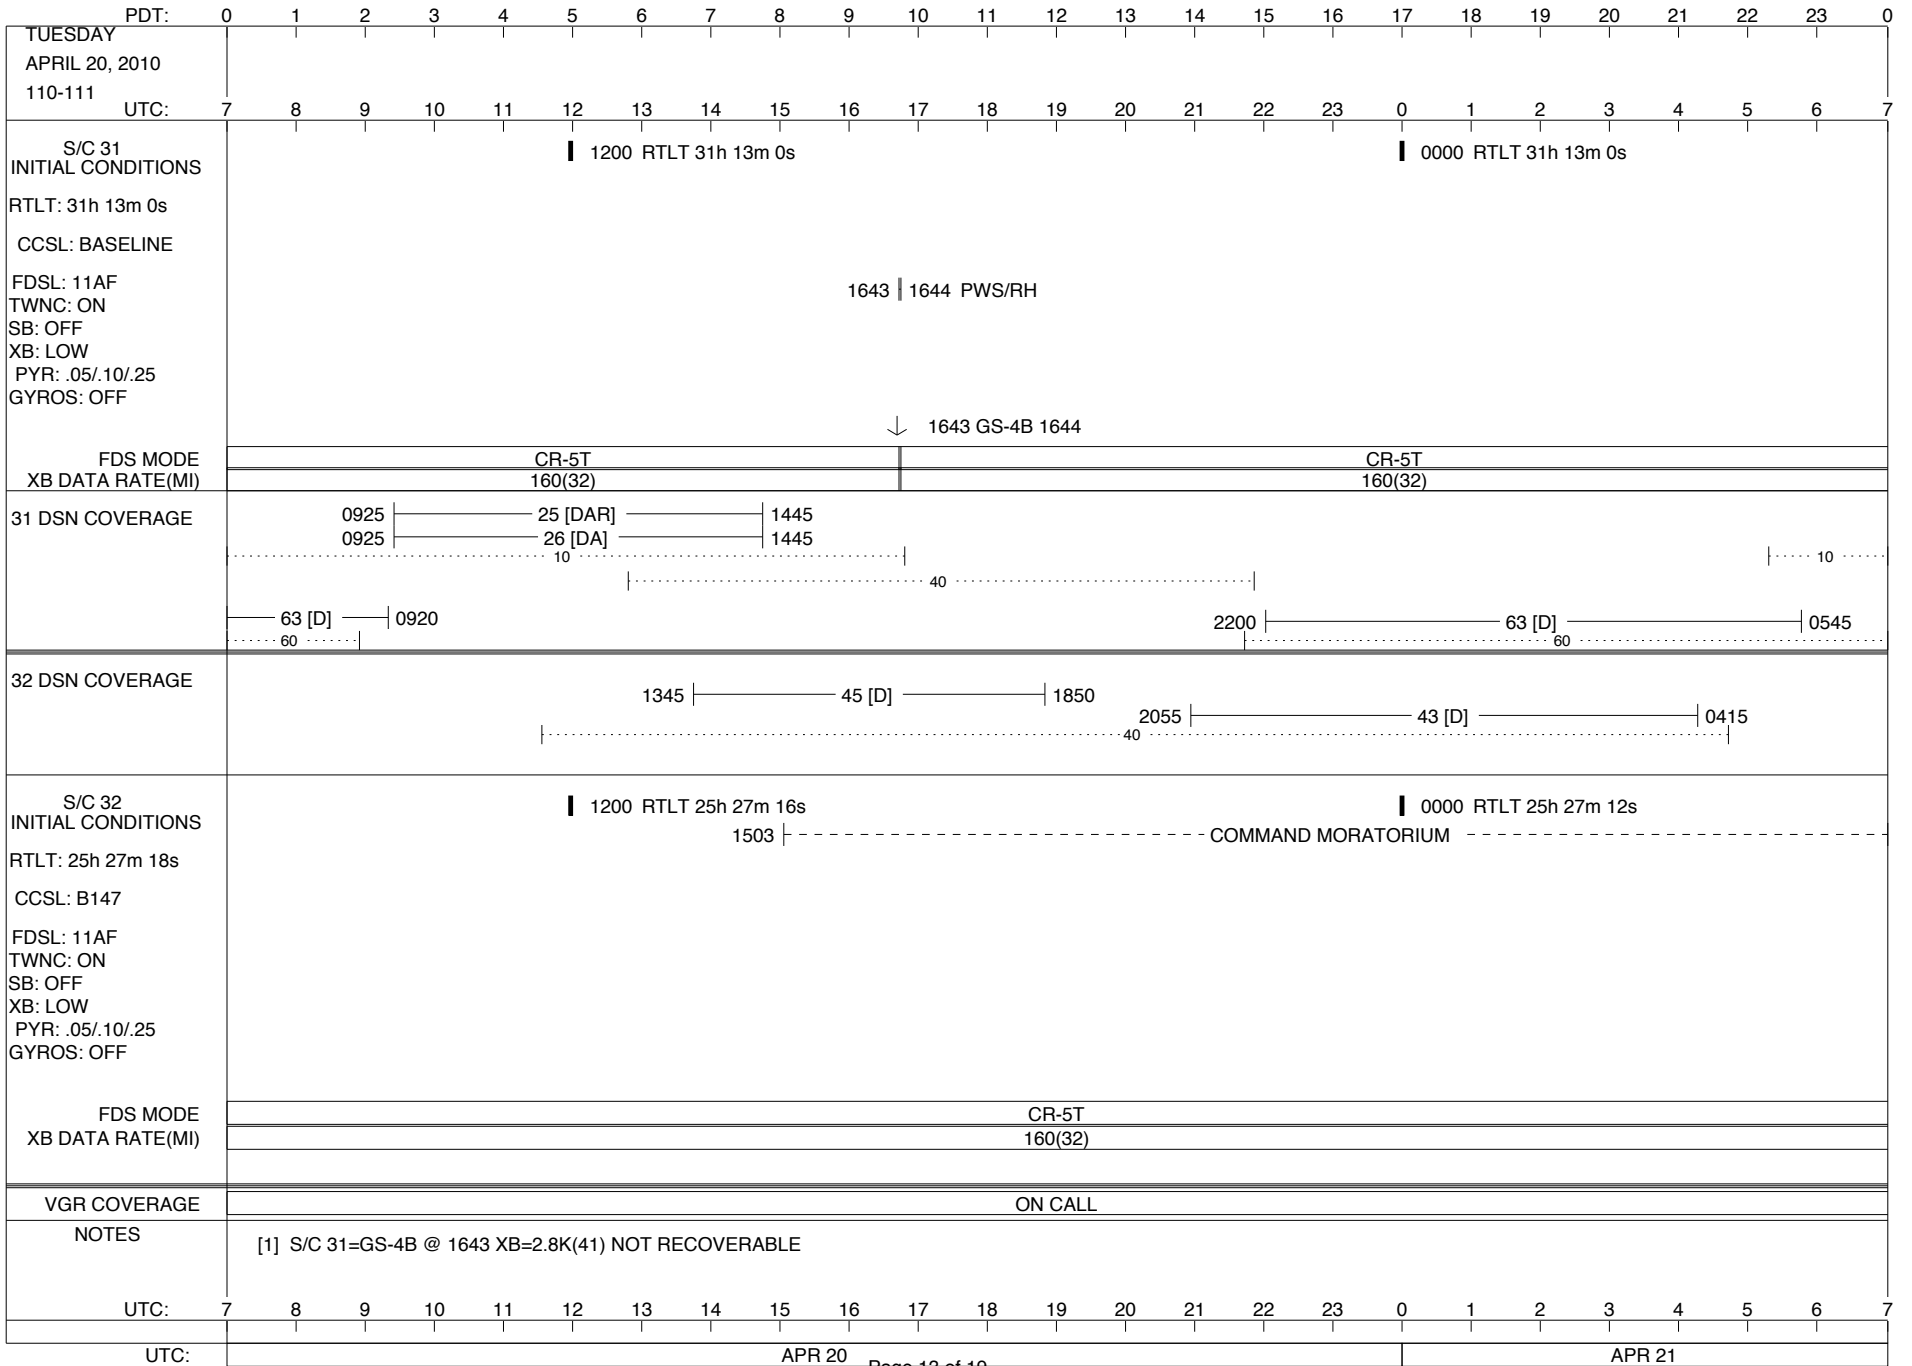 PDT: 0 1 2 3 4 5 6 7 8 9 10 11 12 13 14 15 16 17 18 19 20 21 22 23 0
TUESDAY
APRIL 20, 2010
110-111
UTC: 7 8 9 10 11 12 13 14 15 16 17 18 19 20 21 22 23 0 1 2 3 4 5 6 7
S/C 31
INITIAL CONDITIONS
1200 RTLT 31h 13m 0s
0000 RTLT 31h 13m 0s
RTLT: 31h 13m 0s
CCSL: BASELINE
FDSL: 11AF
1643 1644 PWS/RH
TWNC: ON
SB: OFF
XB: LOW
PYR: .05/.10/.25
GYROS: OFF
1643 GS-4B 1644
FDS MODE CR-5T CR-5T
XB DATA RATE(MI) 160(32) 160(32)
31 DSN COVERAGE
0925 25 [DAR] 1445
0925 26 [DA] 1445
10 10
40
63 [D] 0920
2200 63 [D] 0545
60 60
32 DSN COVERAGE
1345 45 [D] 1850
2055 43 [D] 0415
40
S/C 32
INITIAL CONDITIONS
1200 RTLT 25h 27m 16s
0000 RTLT 25h 27m 12s
1503 COMMAND MORATORIUM
RTLT: 25h 27m 18s
CCSL: B147
FDSL: 11AF
TWNC: ON
SB: OFF
XB: LOW
PYR: .05/.10/.25
GYROS: OFF
FDS MODE CR-5T
XB DATA RATE(MI) 160(32)
VGR COVERAGE ON CALL
NOTES
[1] S/C 31=GS-4B @ 1643 XB=2.8K(41) NOT RECOVERABLE
UTC: 7 8 9 10 11 12 13 14 15 16 17 18 19 20 21 22 23 0 1 2 3 4 5 6 7
UTC: APR 20 APR 21